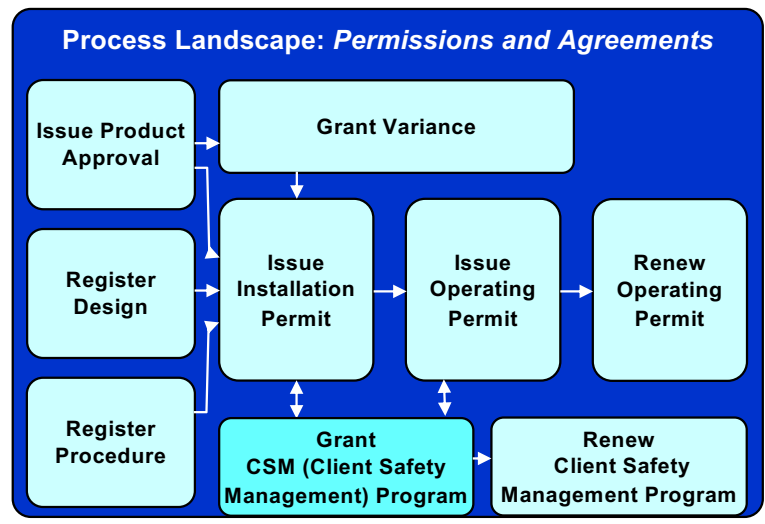 Process Landscape: Permissions and Agreements
Issue Product
Approval
Grant Variance
Register
Design
Issue
Installation
Permit
Issue
Operating
Permit
Renew
Operating
Permit
Register
Procedure
Grant
CSM (Client Safety
Management) Program
Renew
Client Safety
Management Program